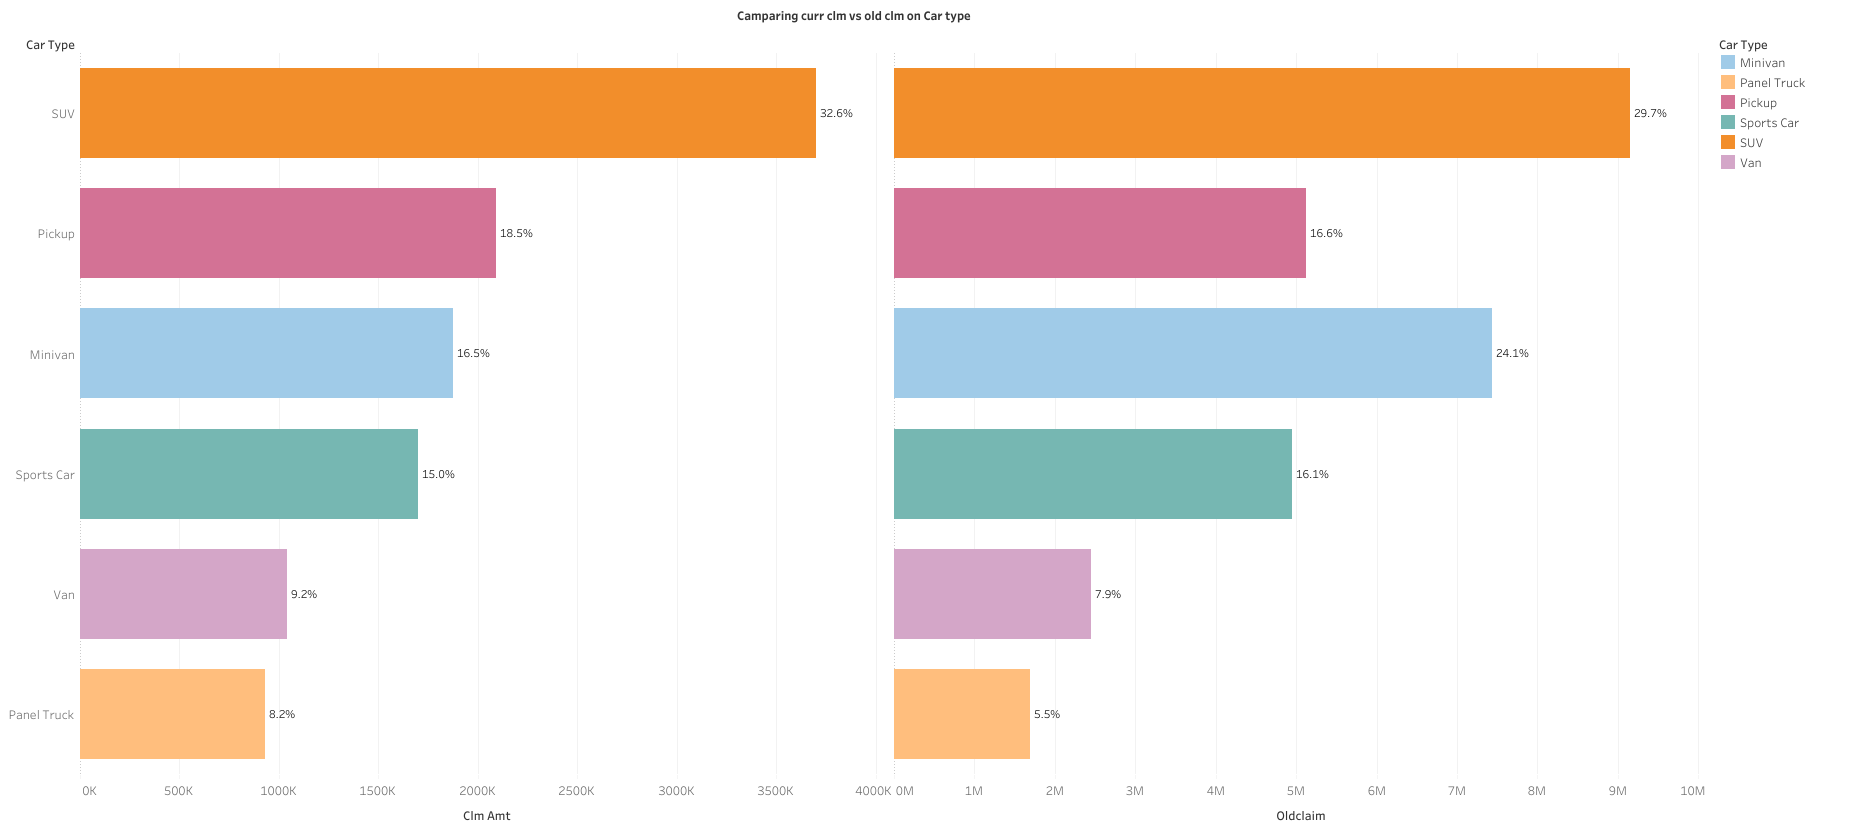 Camparing curr clm vs old clm on Car type
Car Type
SUV
32.6%
29.7%
Pickup
18.5%
16.6%
Minivan
16.5%
24.1%
Sports Car
15.0%
16.1%
Van
9.2%
7.9%
Panel Truck
8.2%
5.5%
0K 500K 1000K 1500K 2000K 2500K 3000K 3500K 4000K
0M 1M 2M 3M 4M 5M 6M 7M 8M 9M 10M
Clm Amt
Oldclaim
Car Type
Minivan
Panel Truck
Pickup
Sports Car
SUV
Van